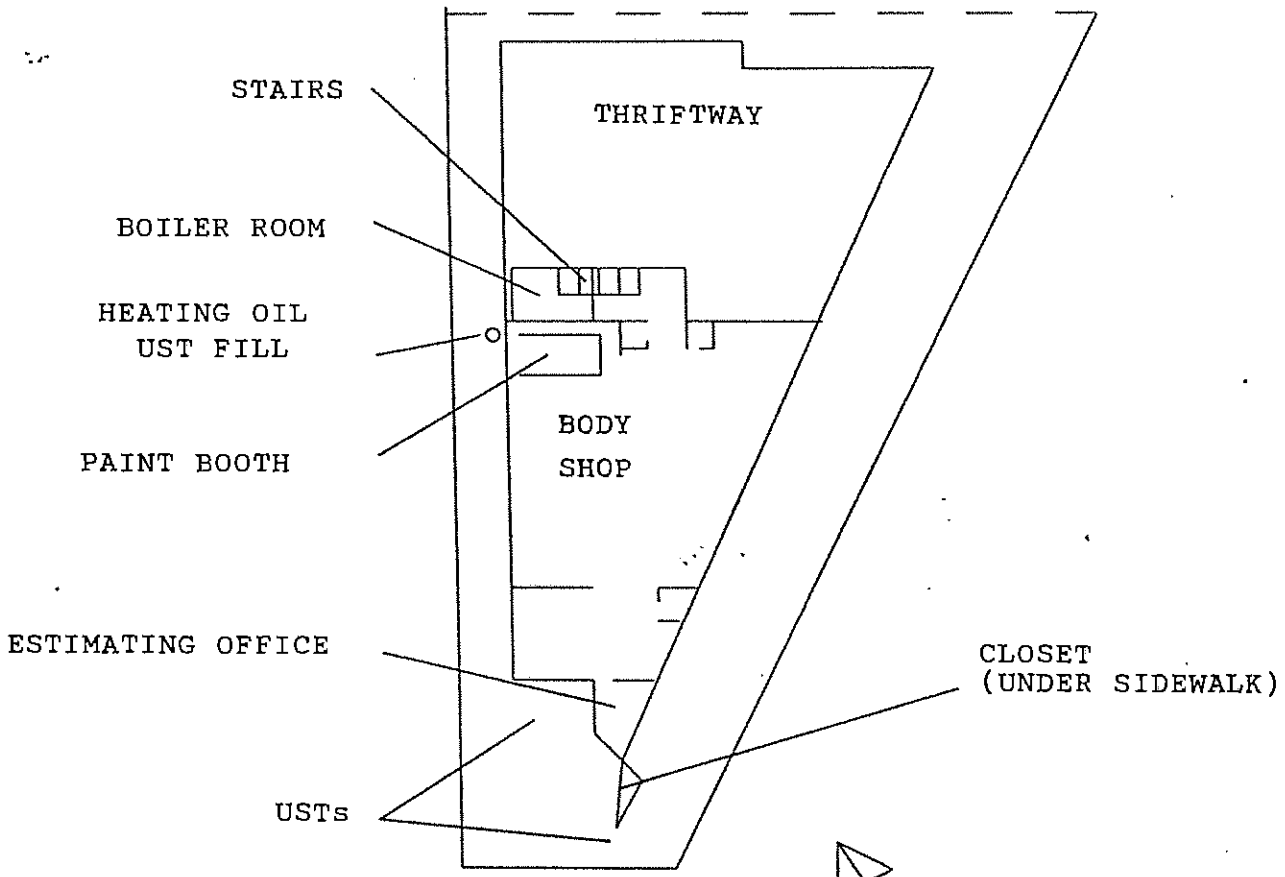 STAIRS
THRIFTWAY
BOILER ROOM
HEATING OIL
UST FILL
PAINT BOOTH
BODY
SHOP
ESTIMATING OFFICE
CLOSET
(UNDER SIDEWALK)
USTs